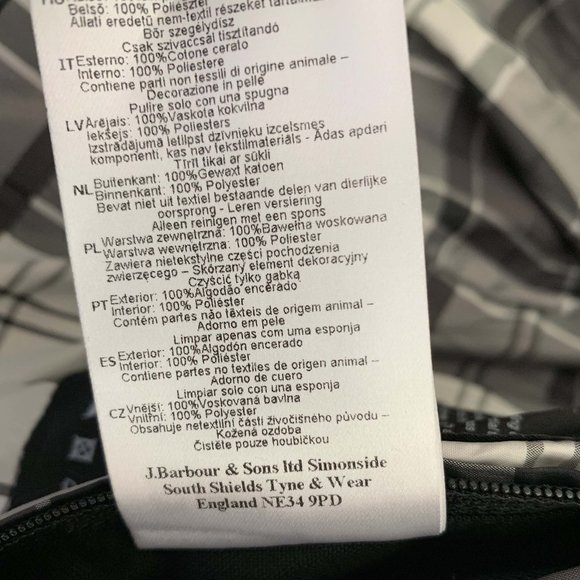 Belső: 100% Poliészter
Allati eredetű nem-textil részeket tartalmaz
Bőr szegélydísz
Csak szivaccsal tisztítandó
IT Esterno: 100%Cotone cerato
Interno: 100% Poliestere
Contiene parti non tessili di origine animale –
Decorazione in pelle
Pulire solo con una spugna
LV Ārējais: 100%Vaskota kokvilna
Iekšējs: 100% Poliesters
Izstrādājumā ietilpst dzīvnieku izcelsmes
komponenti, kas nav tekstilmateriāls - Ādas apdari
Tīrīt tikai ar sūkli
NL Buitenkant: 100%Gewaxt katoen
Binnenkant: 100% Polyester
Bevat niet uit textiel bestaande delen van dierlijke
oorsprong - Leren versiering
Alleen reinigen met een spons
PL Warstwa zewnętrzna: 100%Bawełna woskowana
Warstwa wewnętrzna: 100% Poliester
Zawiera nietekstylne części pochodzenia
zwierzęcego – Skórzany element dekoracyjny
Czyścić tylko gąbką
PT Exterior: 100%Algodão encerado
Interior: 100% Poliéster
Contém partes não têxteis de origem animal –
Adorno em pele
Limpar apenas com uma esponja
ES Exterior: 100%Algodón encerado
Interior: 100% Poliéster
Contiene partes no textiles de origen animal –
Adorno de cuero
Limpiar solo con una esponja
CZ Vnější: 100%Voskovaná bavlna
Vnitřní: 100% Polyester
Obsahuje netextilní části živočišného původu –
Kožená ozdoba
Čistěte pouze houbičkou
J.Barbour & Sons ltd Simonside
South Shields Tyne & Wear
England NE34 9PD